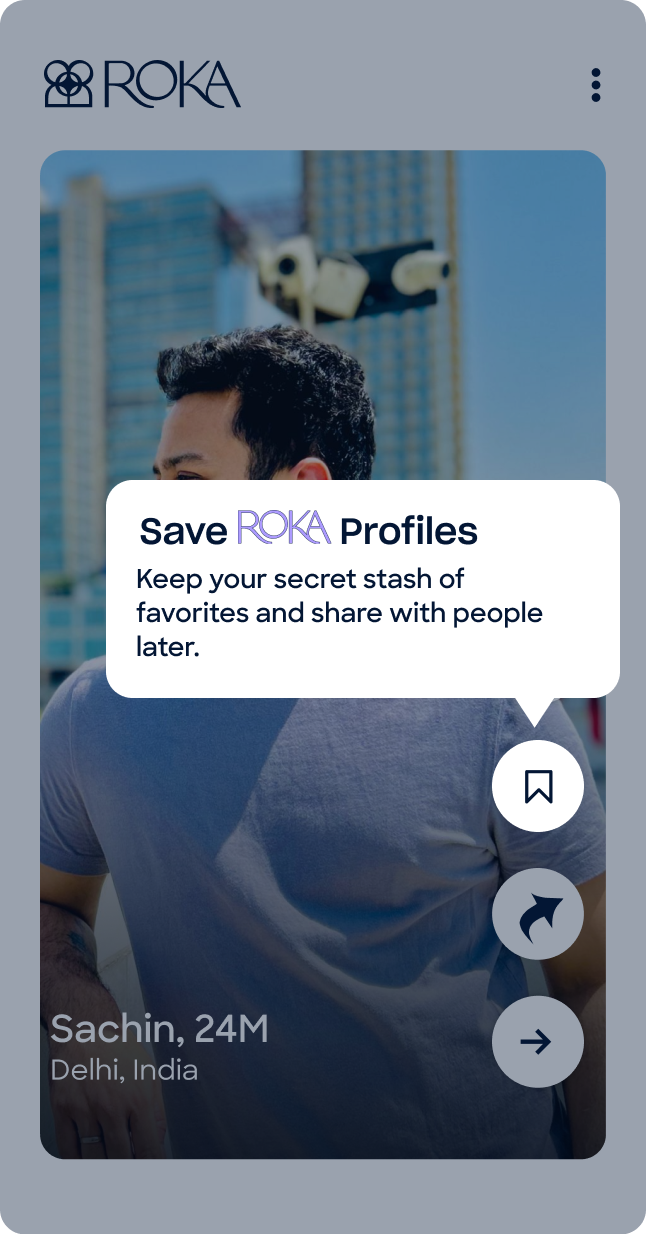 ROKA
Save ROKA Profiles
Keep your secret stash of
favorites and share with people
later.
Sachin, 24M
Delhi, India